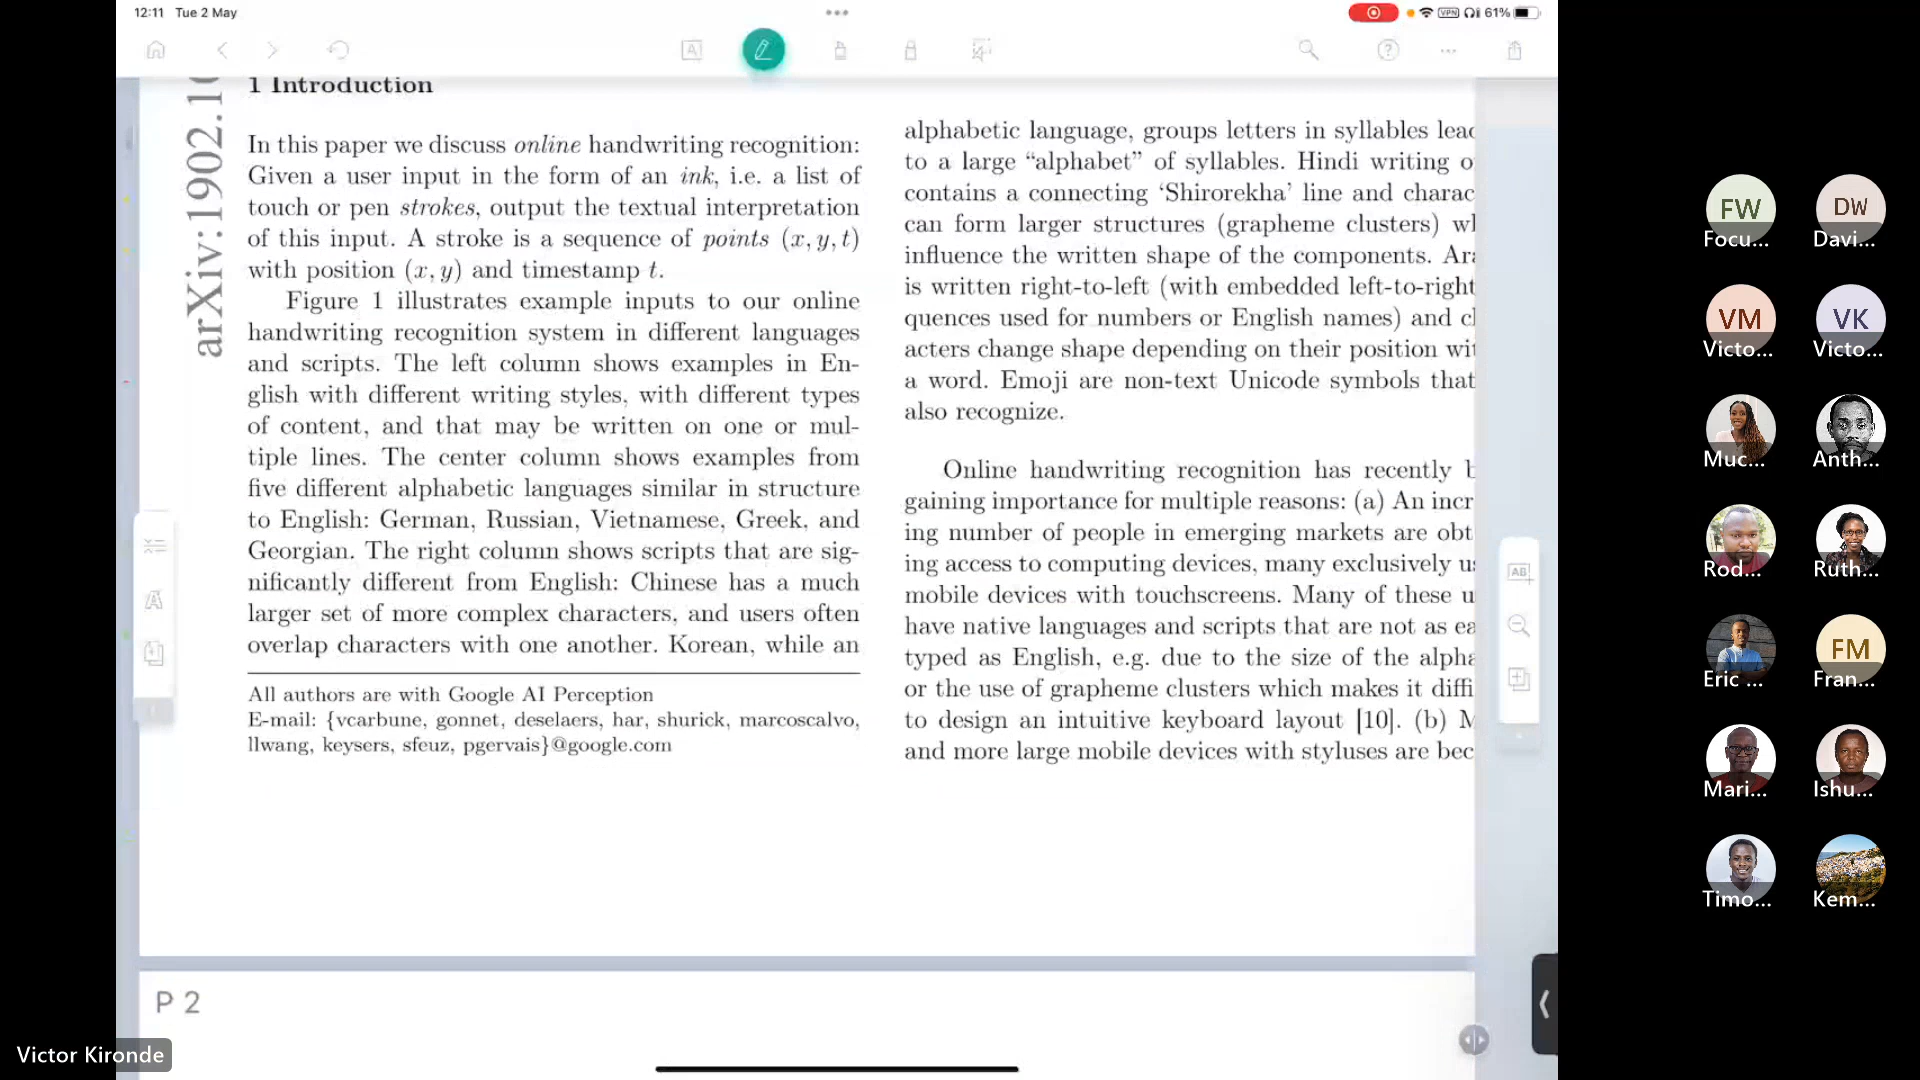 12:11 Tue 2 May
VPN 61%
1 Introduction
arXiv:1902.1
In this paper we discuss online handwriting recognition:
Given a user input in the form of an ink, i.e. a list of
touch or pen strokes, output the textual interpretation
of this input. A stroke is a sequence of points (x, y, t)
with position (x, y) and timestamp t.
Figure 1 illustrates example inputs to our online
handwriting recognition system in different languages
and scripts. The left column shows examples in En-
glish with different writing styles, with different types
of content, and that may be written on one or mul-
tiple lines. The center column shows examples from
five different alphabetic languages similar in structure
to English: German, Russian, Vietnamese, Greek, and
Georgian. The right column shows scripts that are sig-
nificantly different from English: Chinese has a much
larger set of more complex characters, and users often
overlap characters with one another. Korean, while an
All authors are with Google AI Perception
E-mail: {vcarbune, gonnet, deselaers, har, shurick, marcoscalvo,
llwang, keysers, sfeuz, pgervais}@google.com
alphabetic language, groups letters in syllables lead
to a large “alphabet” of syllables. Hindi writing o
contains a connecting ‘Shirorekha’ line and charac
can form larger structures (grapheme clusters) wh
influence the written shape of the components. Ara
is written right-to-left (with embedded left-to-right
quences used for numbers or English names) and ch
acters change shape depending on their position wit
a word. Emoji are non-text Unicode symbols that
also recognize.
Online handwriting recognition has recently b
gaining importance for multiple reasons: (a) An incr
ing number of people in emerging markets are obt
ing access to computing devices, many exclusively us
mobile devices with touchscreens. Many of these u
have native languages and scripts that are not as ea
typed as English, e.g. due to the size of the alpha
or the use of grapheme clusters which makes it diffi
to design an intuitive keyboard layout [10]. (b) M
and more large mobile devices with styluses are bec
P 2
Victor Kironde
FW DW
Focu... Davi...
VM VK
Victo... Victo...
Muc... Anth...
Rod... Ruth...
FM
Eric ... Fran...
Mari... Ishu...
Timo... Kem...